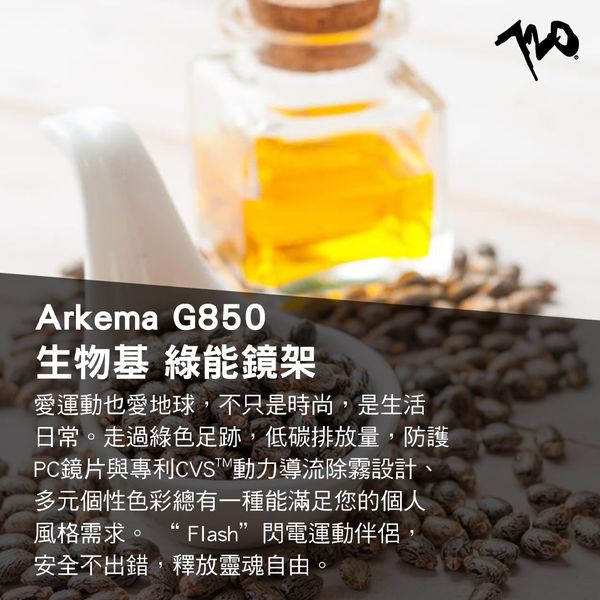 720
Arkema G850
生物基 綠能鏡架
愛運動也愛地球，不只是時尚，是生活
日常。走過綠色足跡，低碳排放量，防護
PC鏡片與專利CVS™動力導流除霧設計、
多元個性色彩總有一種能滿足您的個人
風格需求。 “ Flash”閃電運動伴侶，
安全不出錯，釋放靈魂自由。